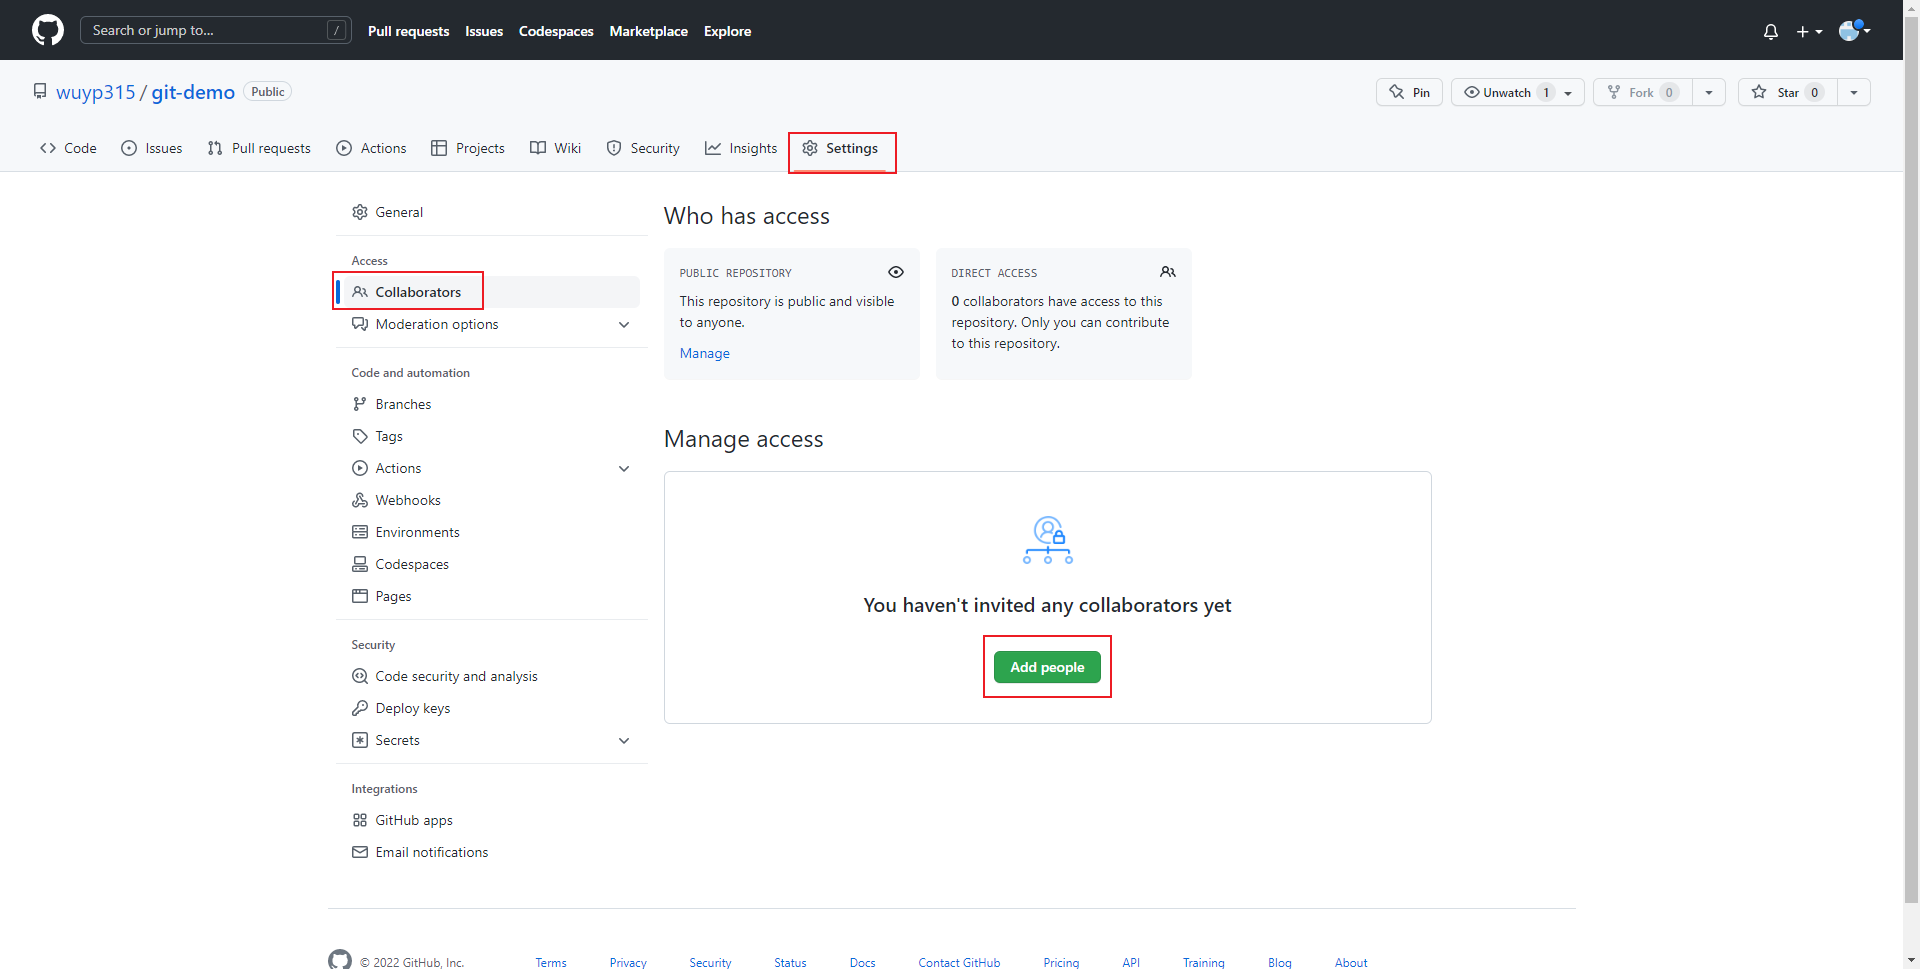 Search or jump to... /
Pull requests Issues Codespaces Marketplace Explore
wuyp315 / git-demo Public
Pin Unwatch 1 Fork 0 Star 0
Code Issues Pull requests Actions Projects Wiki Security Insights Settings
General
Access
Collaborators
Moderation options
Code and automation
Branches
Tags
Actions
Webhooks
Environments
Codespaces
Pages
Security
Code security and analysis
Deploy keys
Secrets
Integrations
GitHub apps
Email notifications
Who has access
PUBLIC REPOSITORY
This repository is public and visible
to anyone.
Manage
DIRECT ACCESS
0 collaborators have access to this
repository. Only you can contribute
to this repository.
Manage access
You haven't invited any collaborators yet
Add people
© 2022 GitHub, Inc. Terms Privacy Security Status Docs Contact GitHub Pricing API Training Blog About